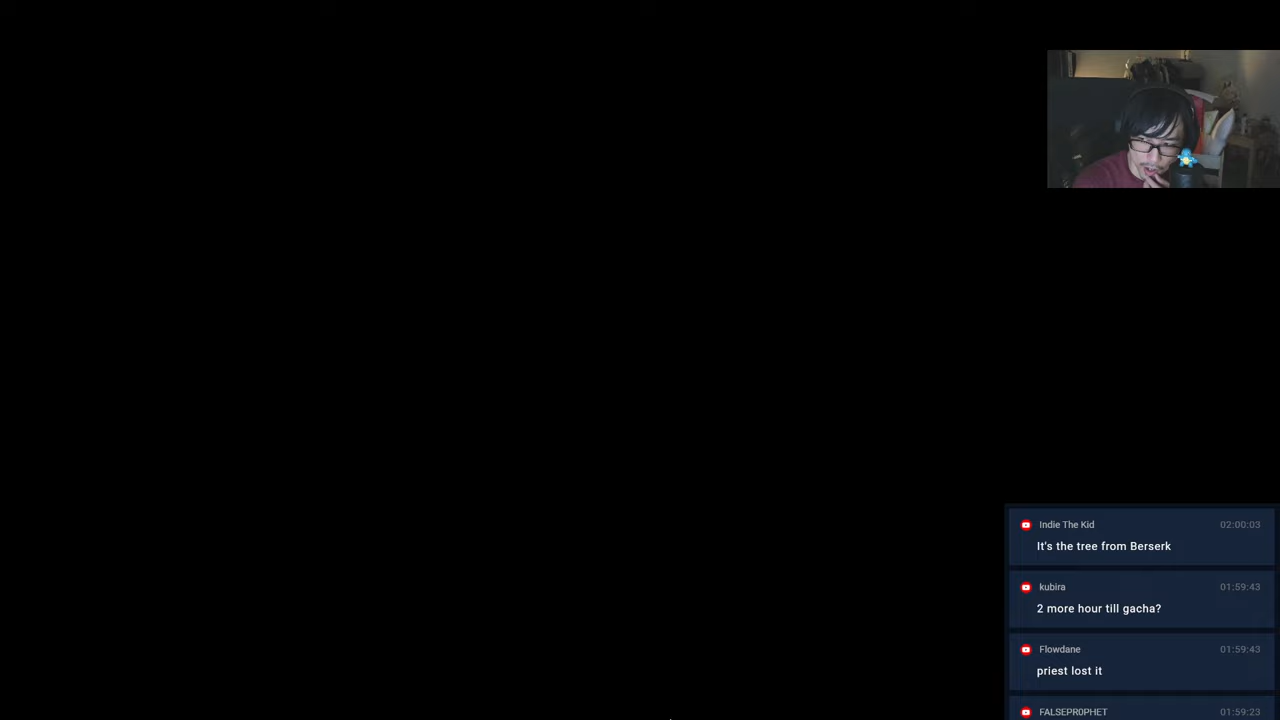 Indie The Kid 02:00:03
It's the tree from Berserk
kubira 01:59:43
2 more hour till gacha?
Flowdane 01:59:43
priest lost it
FALSEPR0PHET 01:59:23